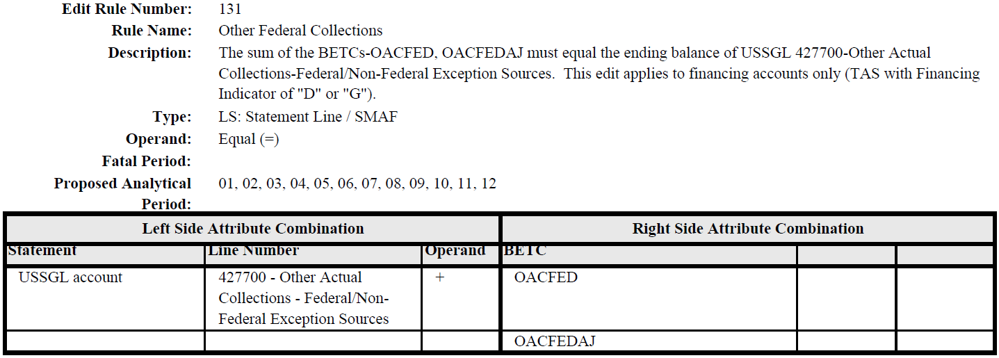 Edit Rule Number: 131
Rule Name: Other Federal Collections
Description: The sum of the BETCs-OACFED, OACFEDAJ must equal the ending balance of USSGL 427700-Other Actual
Collections-Federal/Non-Federal Exception Sources. This edit applies to financing accounts only (TAS with Financing
Indicator of "D" or "G").
Type: LS: Statement Line / SMAF
Operand: Equal (=)
Fatal Period:
Proposed Analytical 01, 02, 03, 04, 05, 06, 07, 08, 09, 10, 11, 12
Period:
Left Side Attribute Combination Right Side Attribute Combination
Statement Line Number Operand BETC
USSGL account 427700 - Other Actual + OACFED
Collections - Federal/Non-
Federal Exception Sources
OACFEDAJ